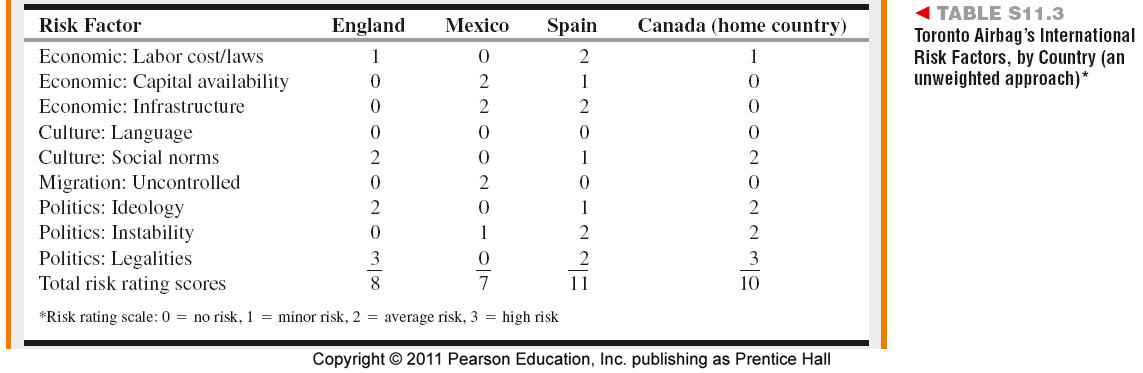 Risk Factor England Mexico Spain Canada (home country)
Economic: Labor cost/laws 1 0 2 1
Economic: Capital availability 0 2 1 0
Economic: Infrastructure 0 2 2 0
Culture: Language 0 0 0 0
Culture: Social norms 2 0 1 2
Migration: Uncontrolled 0 2 0 0
Politics: Ideology 2 0 1 2
Politics: Instability 0 1 2 2
Politics: Legalities 3 0 2 3
Total risk rating scores 8 7 11 10
*Risk rating scale: 0 = no risk, 1 = minor risk, 2 = average risk, 3 = high risk
◄ TABLE S11.3
Toronto Airbag's International
Risk Factors, by Country (an
unweighted approach)*
Copyright © 2011 Pearson Education, Inc. publishing as Prentice Hall